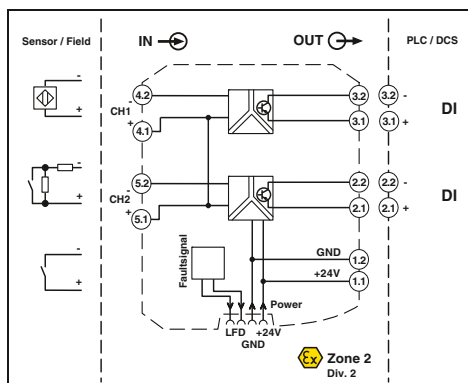 Sensor / Field
IN
OUT
PLC / DCS
-
+
4.2
-
CH1
+
4.1
3.2
3.1
3.2 -
3.1 +
DI
-
+
5.2
-
CH2
+
5.1
2.2
2.1
2.2 -
2.1 +
DI
-
+
Faultsignal
GND
1.2
+24V
1.1
Power
LFD +24V
GND
Ex Zone 2
Div. 2